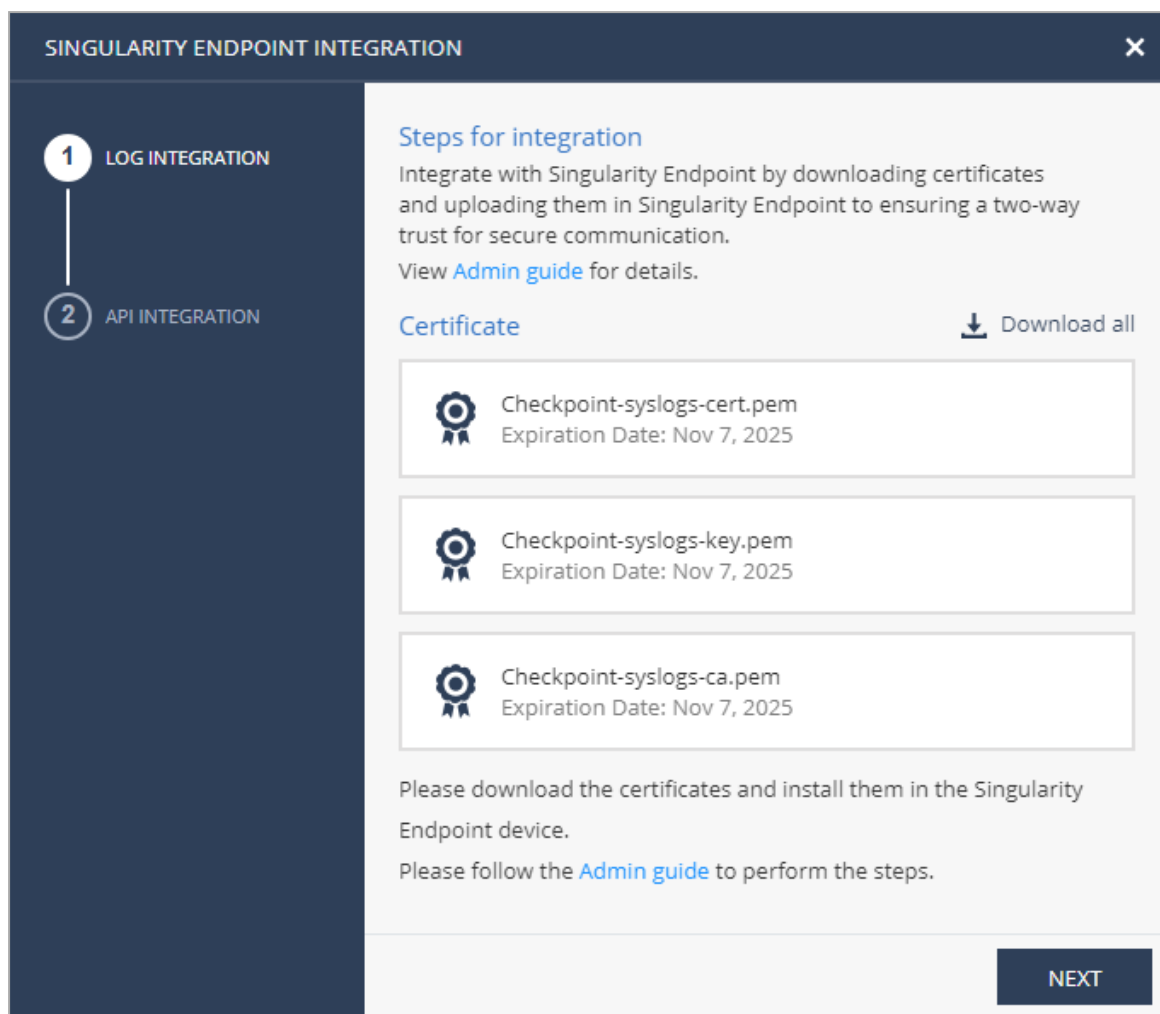 SINGULARITY ENDPOINT INTEGRATION
1 LOG INTEGRATION
2 API INTEGRATION
Steps for integration
Integrate with Singularity Endpoint by downloading certificates
and uploading them in Singularity Endpoint to ensuring a two-way
trust for secure communication.
View Admin guide for details.
Certificate
Download all
Checkpoint-syslogs-cert.pem
Expiration Date: Nov 7, 2025
Checkpoint-syslogs-key.pem
Expiration Date: Nov 7, 2025
Checkpoint-syslogs-ca.pem
Expiration Date: Nov 7, 2025
Please download the certificates and install them in the Singularity
Endpoint device.
Please follow the Admin guide to perform the steps.
NEXT